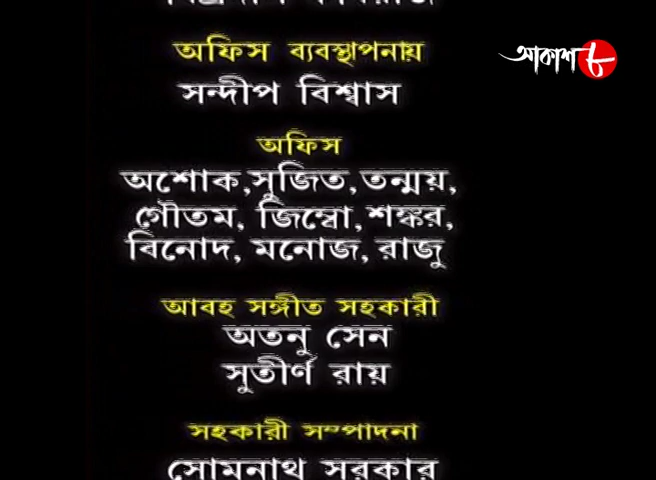 অফিস ব্যবস্থাপনায়
আকাশ ৮
সন্দীপ বিশ্বাস
অফিস
অশোক,সুজিত,তন্ময়,
গৌতম, জিম্বো,শঙ্কর,
বিনোদ, মনোজ, রাজু
আবহ সঙ্গীত সহকারী
অতনু সেন
সুতীর্ণ রায়
সহকারী সম্পাদনা
সোমনাথ সরকার